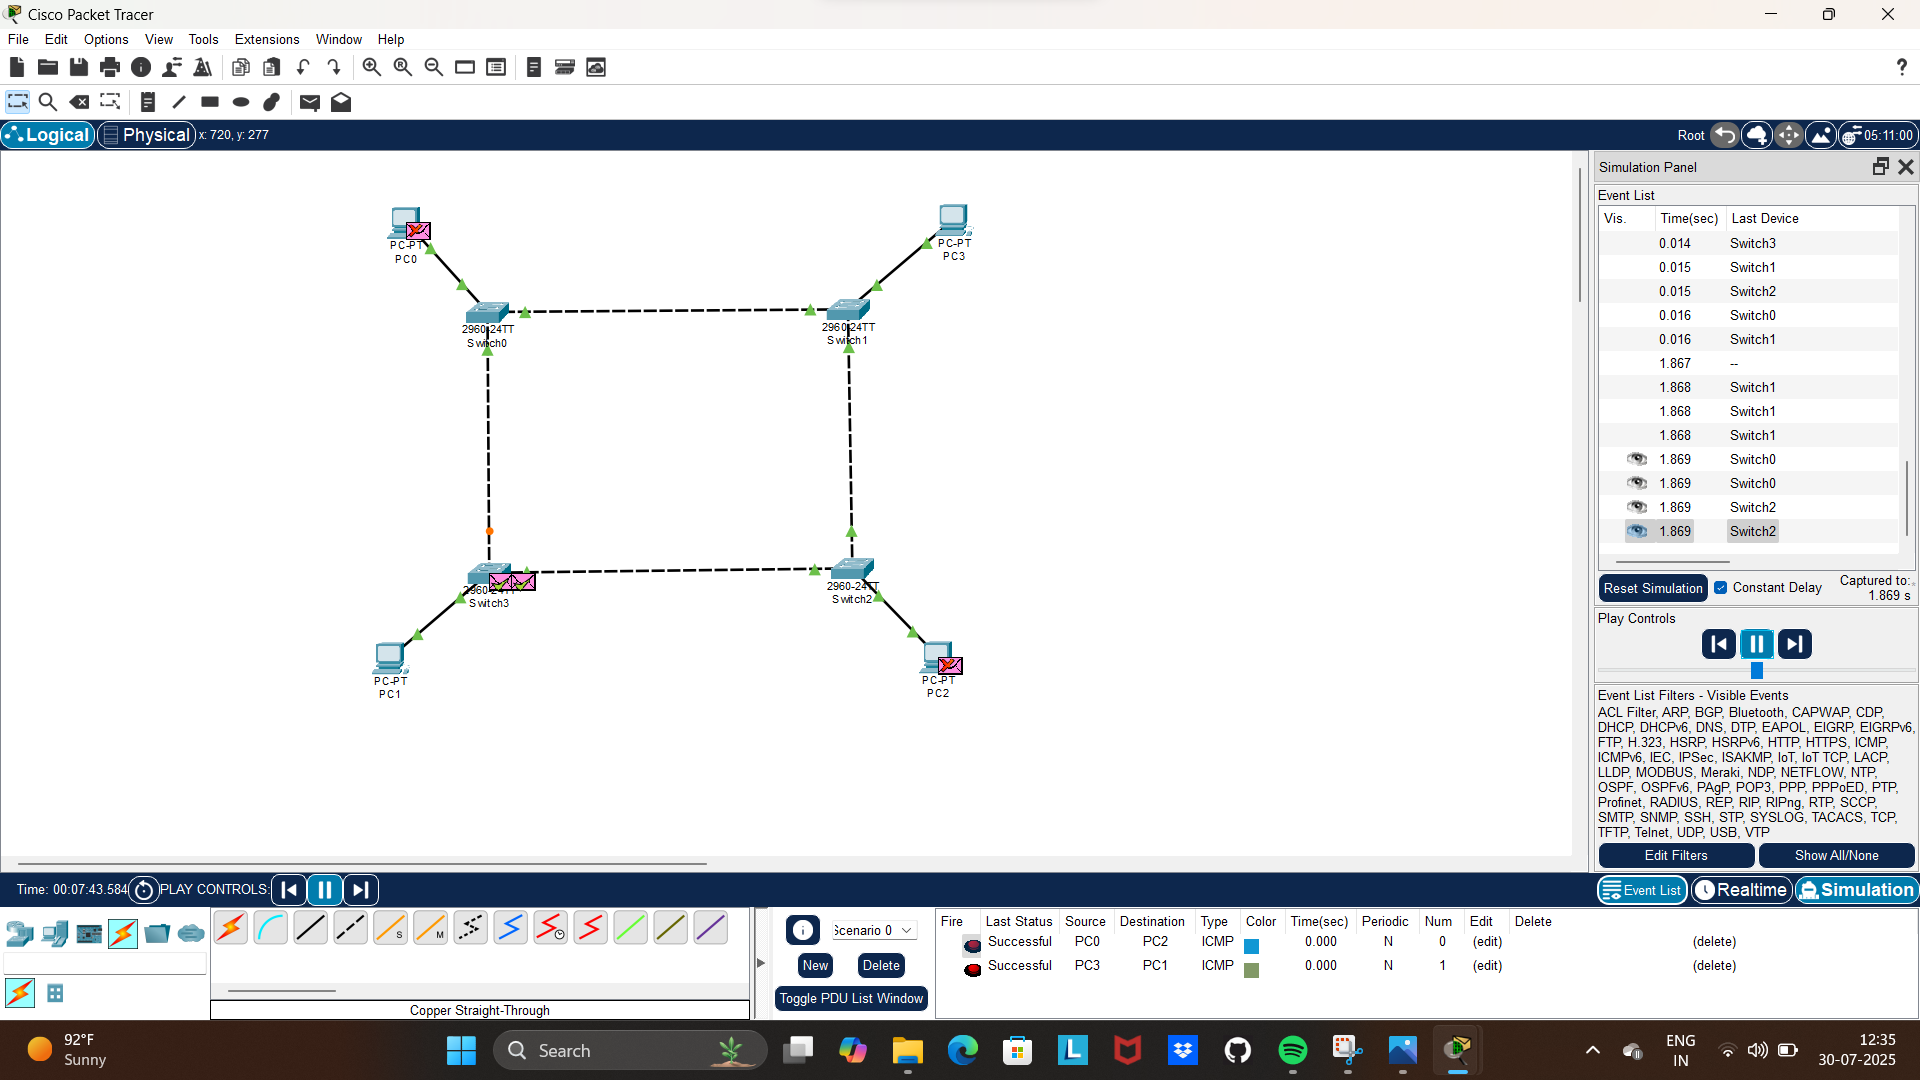 Cisco Packet Tracer
File Edit Options View Tools Extensions Window Help
Logical Physical x: 720, y: 277 Root 05:11:00
PC-PT
PC0
PC-PT
PC3
2960-24TT
Switch0
2960-24TT
Switch1
2960-24TT
Switch3
2960-24TT
Switch2
PC-PT
PC1
PC-PT
PC2
Simulation Panel
Event List
Vis. Time(sec) Last Device
0.014 Switch3
0.015 Switch1
0.015 Switch2
0.016 Switch0
0.016 Switch1
1.867 --
1.868 Switch1
1.868 Switch1
1.868 Switch1
1.869 Switch0
1.869 Switch0
1.869 Switch2
1.869 Switch2
Reset Simulation Constant Delay Captured to:
1.869 s
Play Controls
Event List Filters - Visible Events
ACL Filter, ARP, BGP, Bluetooth, CAPWAP, CDP,
DHCP, DHCPv6, DNS, DTP, EAPOL, EIGRP, EIGRPv6,
FTP, H.323, HSRP, HSRPv6, HTTP, HTTPS, ICMP,
ICMPv6, IEC, IPSec, ISAKMP, IoT, IoT TCP, LACP,
LLDP, MODBUS, Meraki, NDP, NETFLOW, NTP,
OSPF, OSPFv6, PAgP, POP3, PPP, PPPoED, PTP,
Profinet, RADIUS, REP, RIP, RIPng, RTP, SCCP,
SMTP, SNMP, SSH, STP, SYSLOG, TACACS, TCP,
TFTP, Telnet, UDP, USB, VTP
Edit Filters Show All/None
Time: 00:07:43.584 PLAY CONTROLS: Event List Realtime Simulation
S M
Copper Straight-Through
Scenario 0
New Delete
Toggle PDU List Window
Fire Last Status Source Destination Type Color Time(sec) Periodic Num Edit Delete
Successful PC0 PC2 ICMP 0.000 N 0 (edit) (delete)
Successful PC3 PC1 ICMP 0.000 N 1 (edit) (delete)
92°F
Sunny
Search
ENG
IN
12:35
30-07-2025